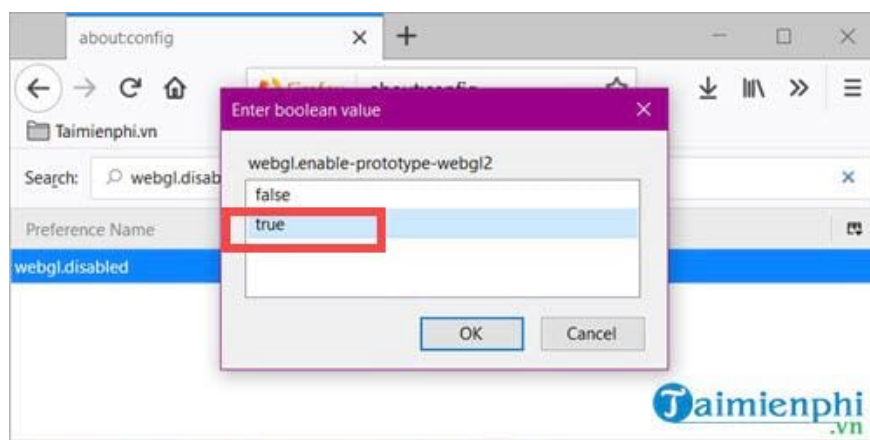 about:config
Taimienphi.vn
Enter boolean value
webgl.enable-prototype-webgl2
false
true
OK
Cancel
Search:
webgl.disab
Preference Name
webgl.disabled
Taimienphi
.vn